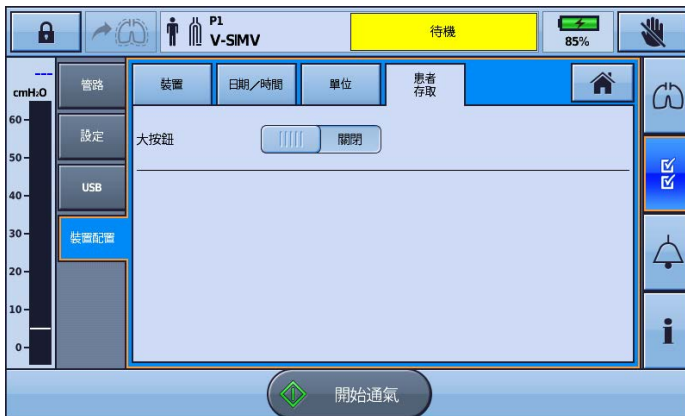 P1
V-SIMV
待機
85%
---
cmH2O
60
50
40
30
20
10
0
管路
設定
USB
裝置配置
裝置
日期／時間
單位
患者
存取
大按鈕
關閉
i
開始通氣